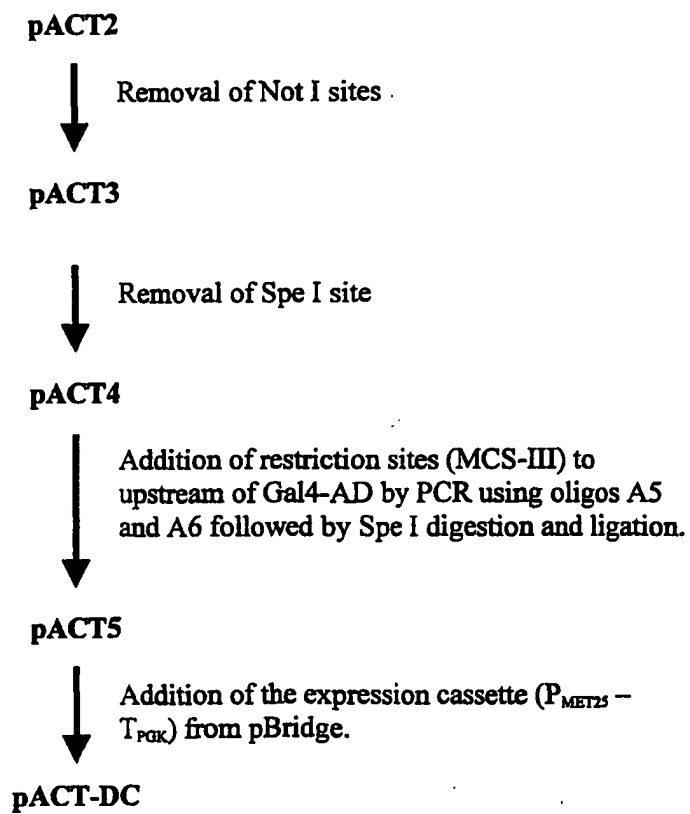 pACT2
Removal of Not I sites
pACT3
Removal of Spe I site
pACT4
Addition of restriction sites (MCS-III) to
upstream of Gal4-AD by PCR using oligos A5
and A6 followed by Spe I digestion and ligation.
pACT5
Addition of the expression cassette (PMET25 –
TPGK) from pBridge.
pACT-DC